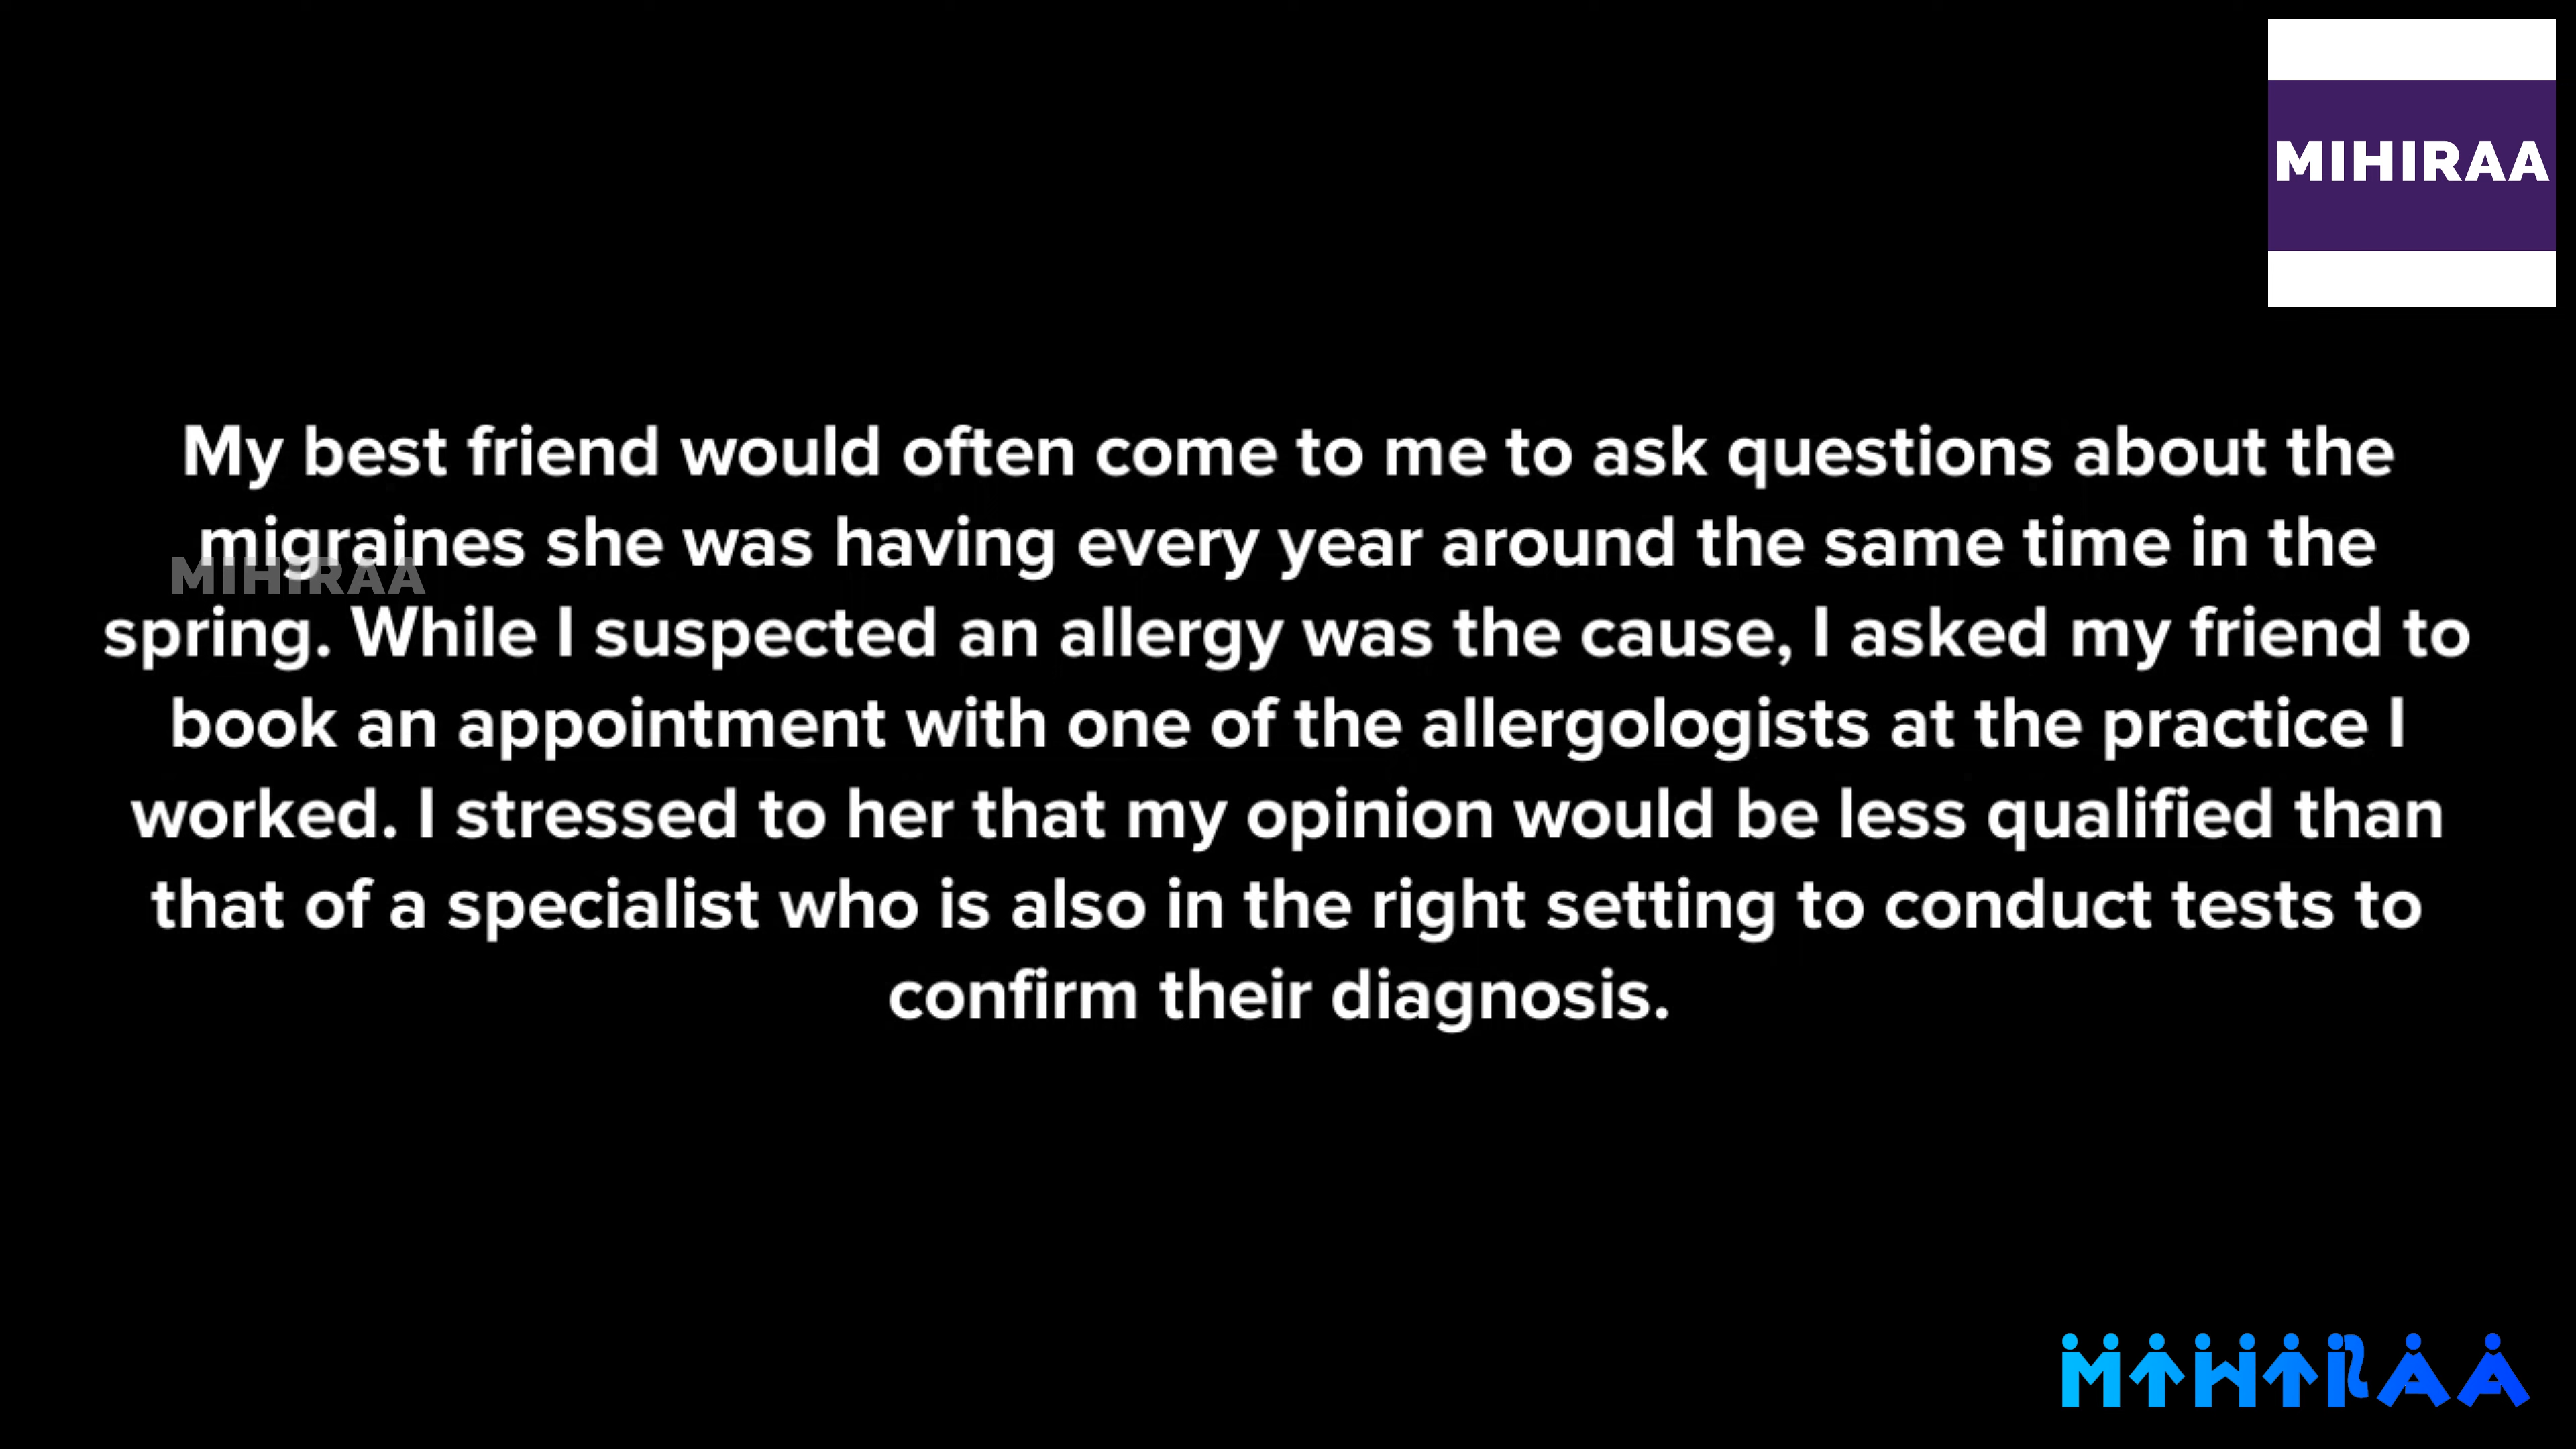 MIHIRAA
My best friend would often come to me to ask questions about the
migraines she was having every year around the same time in the
MIHIRAA
spring. While I suspected an allergy was the cause, I asked my friend to
book an appointment with one of the allergologists at the practice I
worked. I stressed to her that my opinion would be less qualified than
that of a specialist who is also in the right setting to conduct tests to
confirm their diagnosis.
MIHIRAA